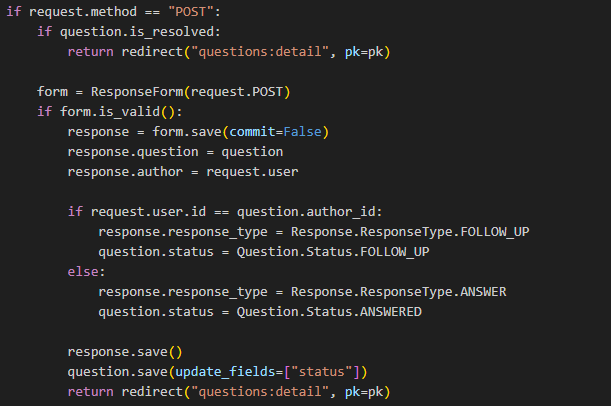 if request.method == "POST":
    if question.is_resolved:
        return redirect("questions:detail", pk=pk)

    form = ResponseForm(request.POST)
    if form.is_valid():
        response = form.save(commit=False)
        response.question = question
        response.author = request.user

        if request.user.id == question.author_id:
            response.response_type = Response.ResponseType.FOLLOW_UP
            question.status = Question.Status.FOLLOW_UP
        else:
            response.response_type = Response.ResponseType.ANSWER
            question.status = Question.Status.ANSWERED

        response.save()
        question.save(update_fields=["status"])
        return redirect("questions:detail", pk=pk)